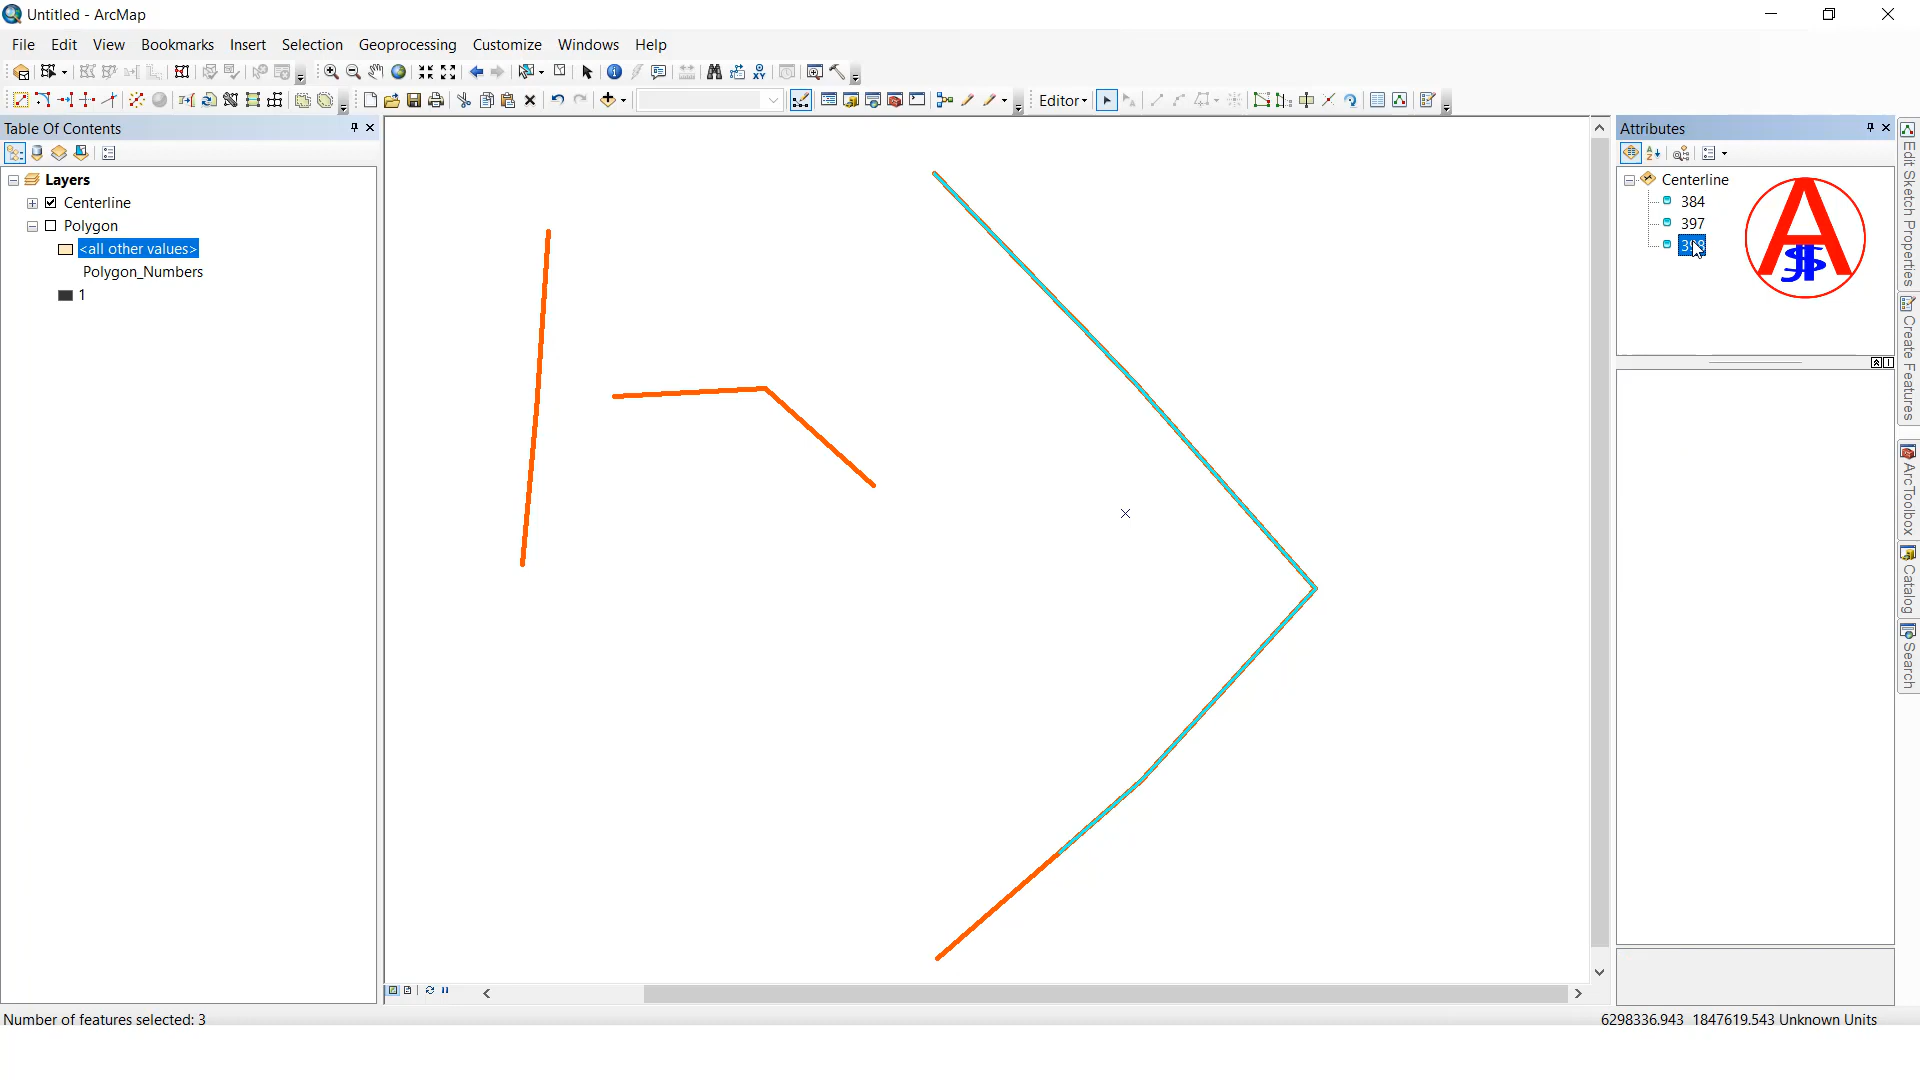 Untitled - ArcMap
File Edit View Bookmarks Insert Selection Geoprocessing Customize Windows Help
Editor
Table Of Contents
Attributes
Layers
Centerline
Polygon
<all other values>
Polygon_Numbers
1
Centerline
384
397
398
Edit Sketch Properties
Create Features
ArcToolbox
Catalog
Search
Number of features selected: 3
6298336.943 1847619.543 Unknown Units